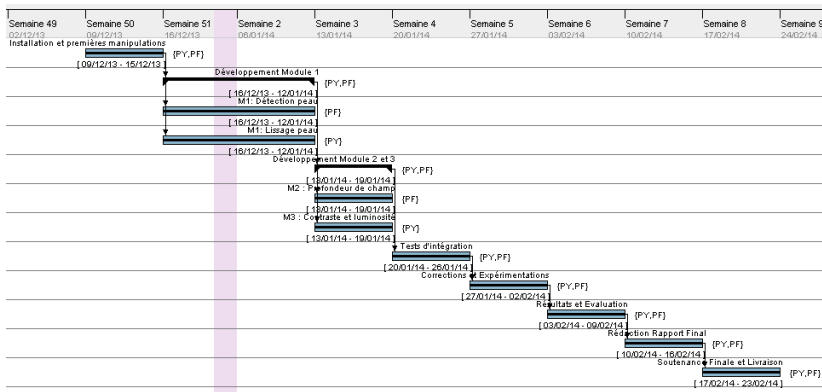 Semaine 49 Semaine 50 Semaine 51 Semaine 2 Semaine 3 Semaine 4 Semaine 5 Semaine 6 Semaine 7 Semaine 8 Semaine 9
02/12/13 09/12/13 16/12/13 06/01/14 13/01/14 20/01/14 27/01/14 03/02/14 10/02/14 17/02/14 24/02/14
Installation et premières manipulations
{PY,PF}
[ 09/12/13 - 15/12/13 ]
Développement Module 1
{PY,PF}
[ 16/12/13 - 12/01/14 ]
M1: Détection peau
{PF}
[ 16/12/13 - 12/01/14 ]
M1: Lissage peau
{PY}
[ 16/12/13 - 12/01/14 ]
Développement Module 2 et 3
{PY,PF}
[ 13/01/14 - 19/01/14 ]
M2 : Profondeur de champ
{PF}
[ 13/01/14 - 19/01/14 ]
M3 : Contraste et luminosité
{PY}
[ 13/01/14 - 19/01/14 ]
Tests d'intégration
{PY,PF}
[ 20/01/14 - 26/01/14 ]
Corrections et Expérimentations
{PY,PF}
[ 27/01/14 - 02/02/14 ]
Résultats et Evaluation
{PY,PF}
[ 03/02/14 - 09/02/14 ]
Rédaction Rapport Final
{PY,PF}
[ 10/02/14 - 16/02/14 ]
Soutenance Finale et Livraison
{PY,PF}
[ 17/02/14 - 23/02/14 ]